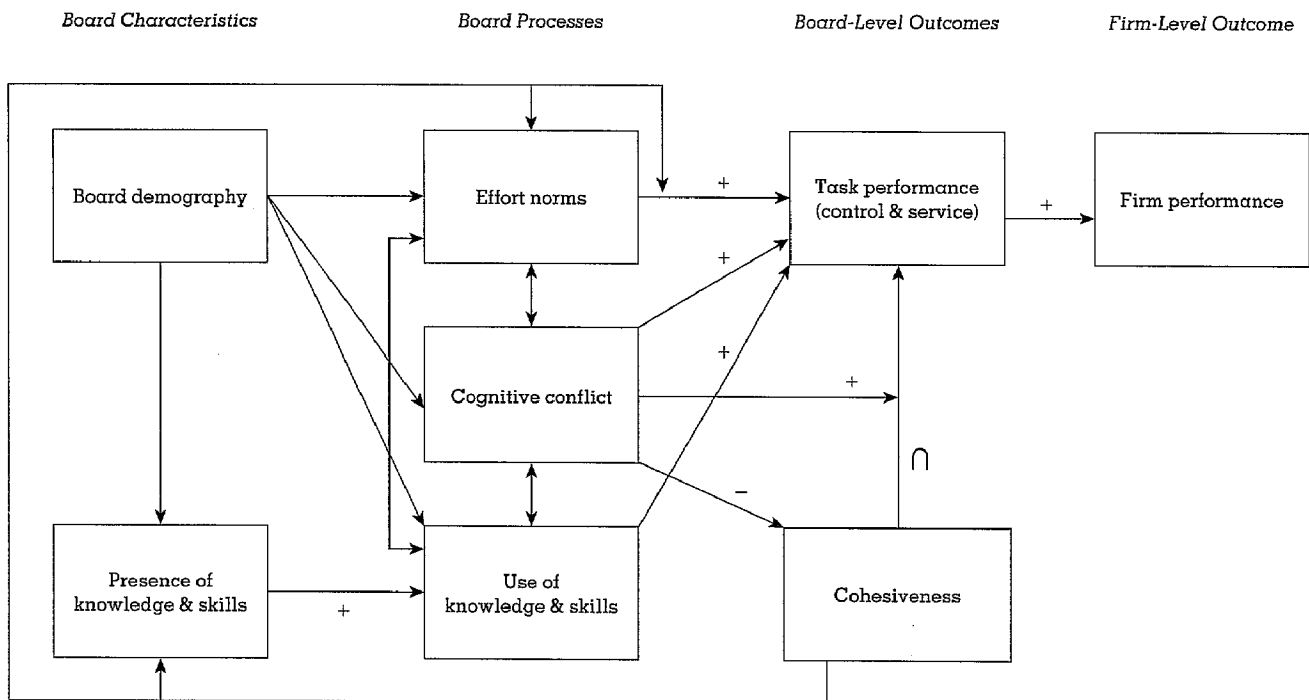 Board Characteristics
Board Processes
Board-Level Outcomes
Firm-Level Outcome
Board demography
Effort norms
+
Task performance
(control & service)
+
Firm performance
+
Cognitive conflict
+
+
∩
−
Presence of
knowledge & skills
+
Use of
knowledge & skills
Cohesiveness